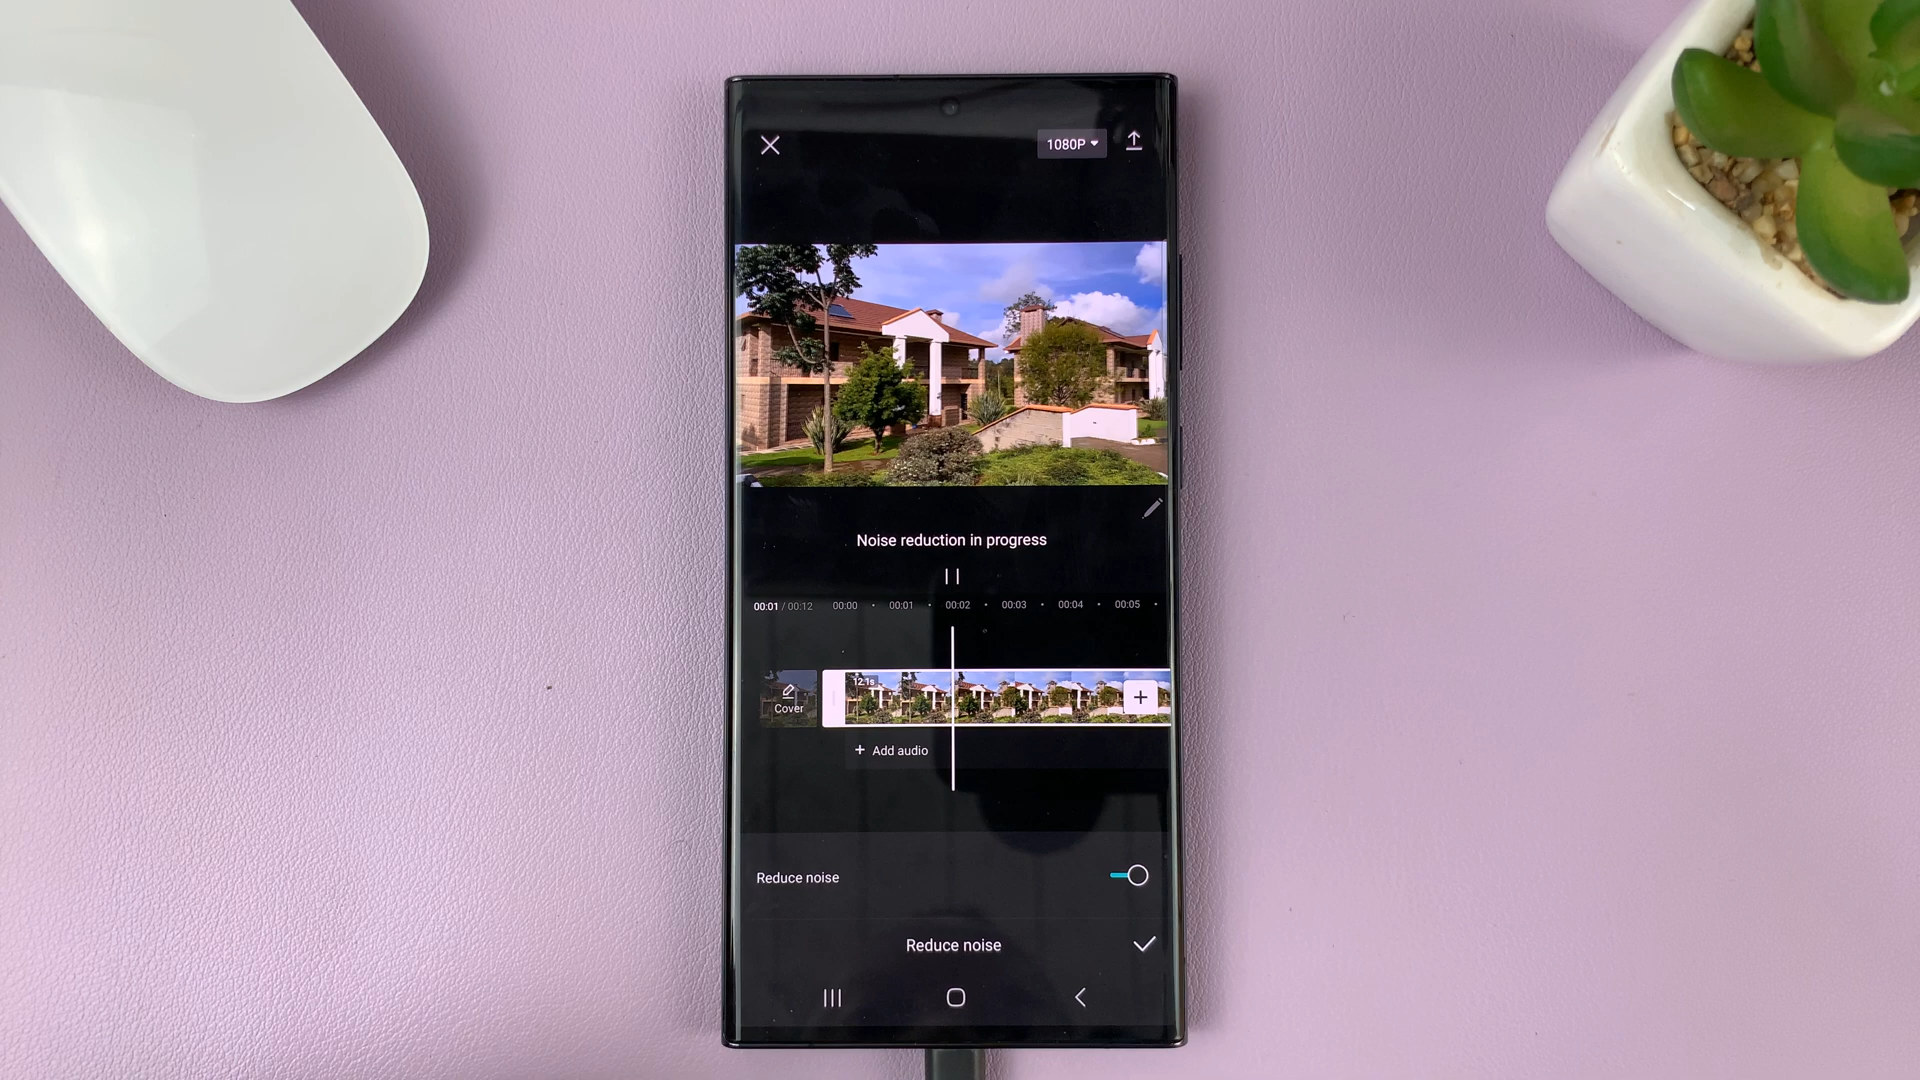 1080P
Noise reduction in progress
00:01 / 00:12 00:00 00:01 00:02 00:03 00:04 00:05
12.1s
Cover
+ Add audio
Reduce noise
Reduce noise